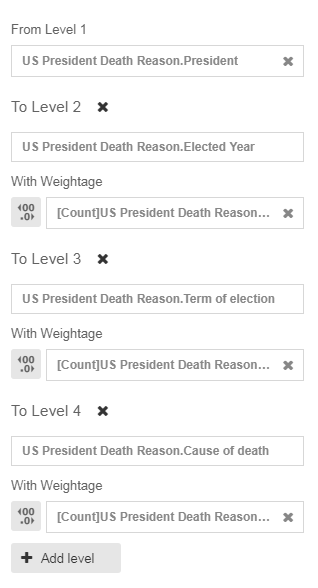 From Level 1
US President Death Reason.President
To Level 2
US President Death Reason.Elected Year
With Weightage
00 .0 [Count]US President Death Reason...
To Level 3
US President Death Reason.Term of election
With Weightage
00 .0 [Count]US President Death Reason...
To Level 4
US President Death Reason.Cause of death
With Weightage
00 .0 [Count]US President Death Reason...
Add level